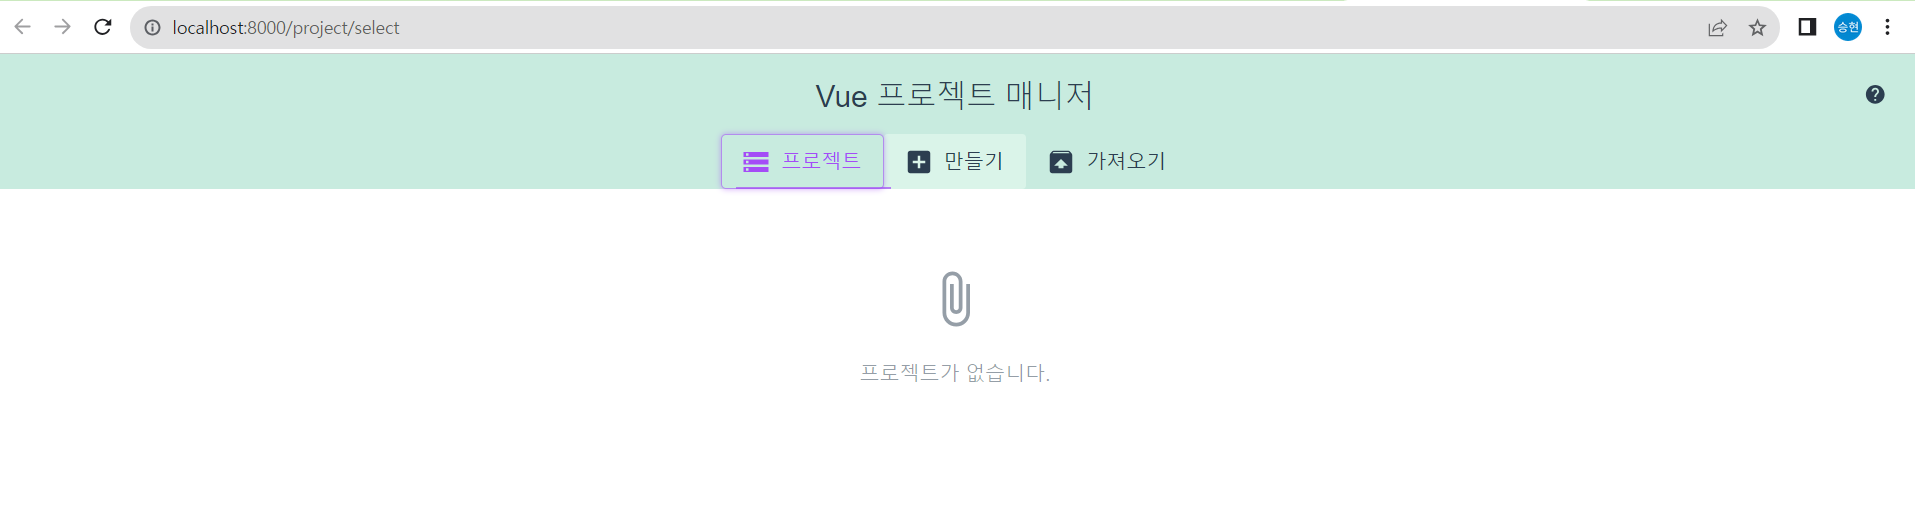 localhost:8000/project/select
승현
Vue 프로젝트 매니저
프로젝트
만들기
가져오기
프로젝트가 없습니다.